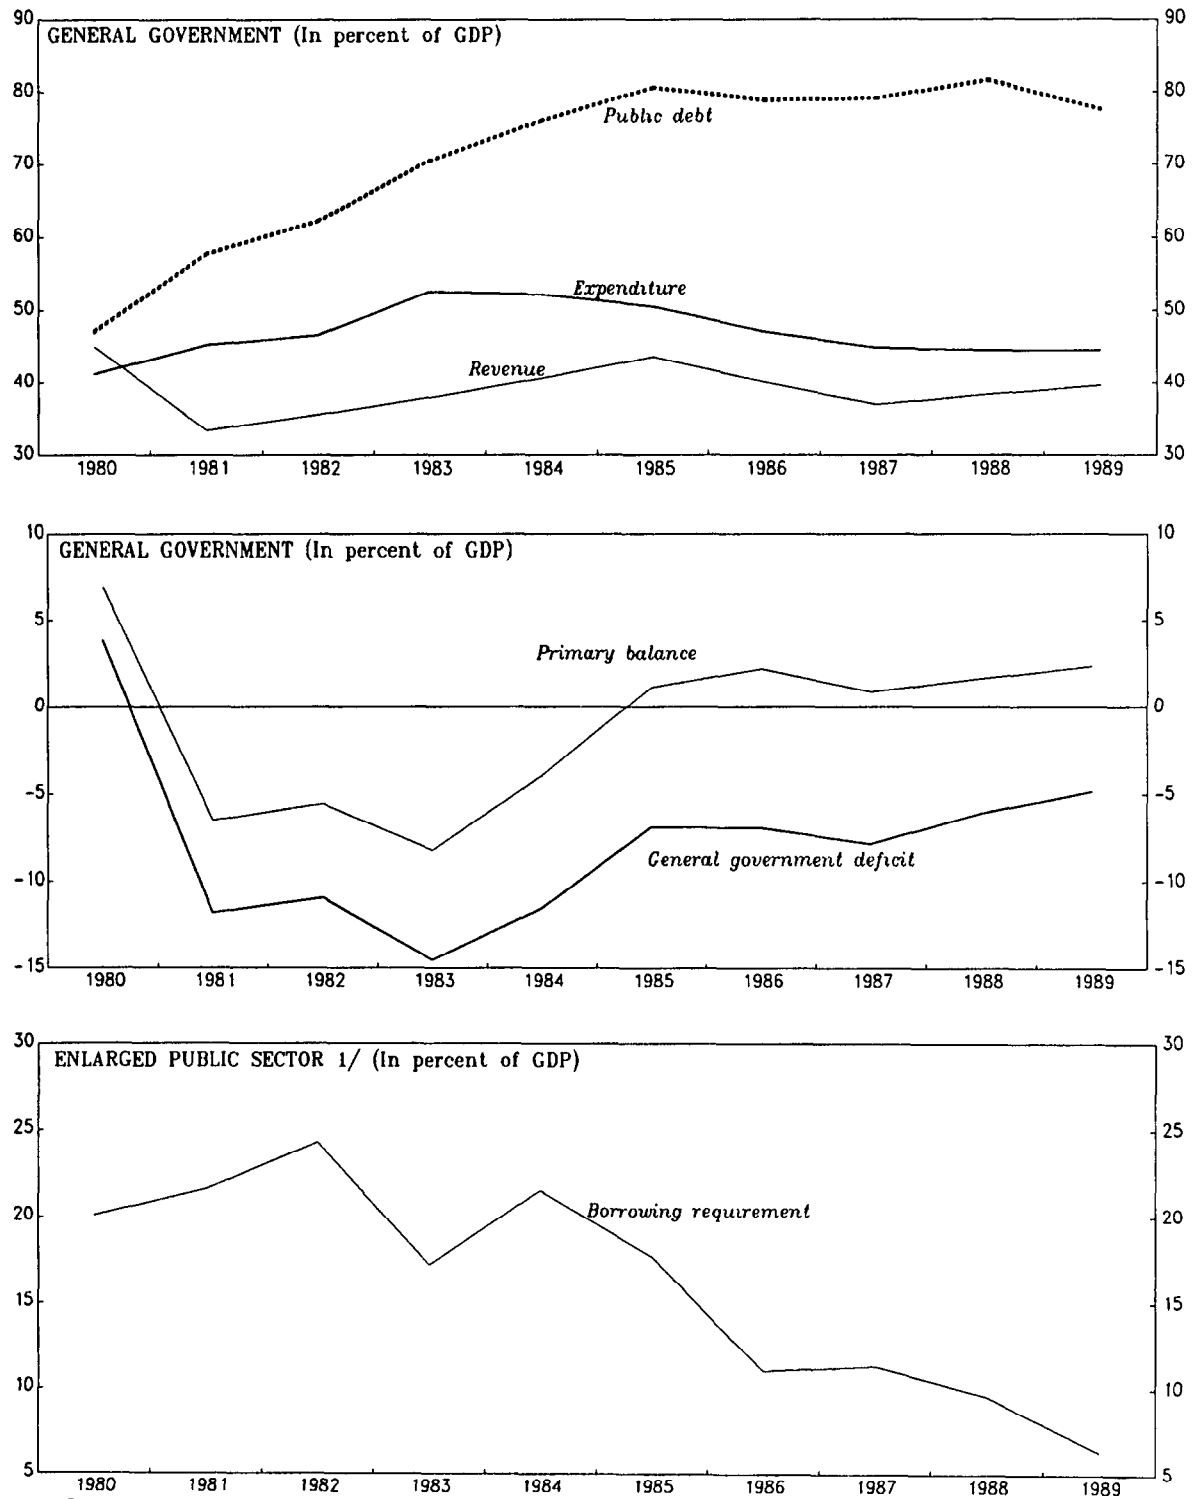 90 90
GENERAL GOVERNMENT (In percent of GDP)
80 80
Public debt
70 70
60 60
Expenditure
50 50
Revenue
40 40
30 30
1980 1981 1982 1983 1984 1985 1986 1987 1988 1989
10 10
GENERAL GOVERNMENT (In percent of GDP)
5 5
Primary balance
0 0
-5 -5
General government deficit
-10 -10
-15 -15
1980 1981 1982 1983 1984 1985 1986 1987 1988 1989
30 30
ENLARGED PUBLIC SECTOR 1/ (In percent of GDP)
25 25
20 Borrowing requirement 20
15 15
10 10
5 5
1980 1981 1982 1983 1984 1985 1986 1987 1988 1989